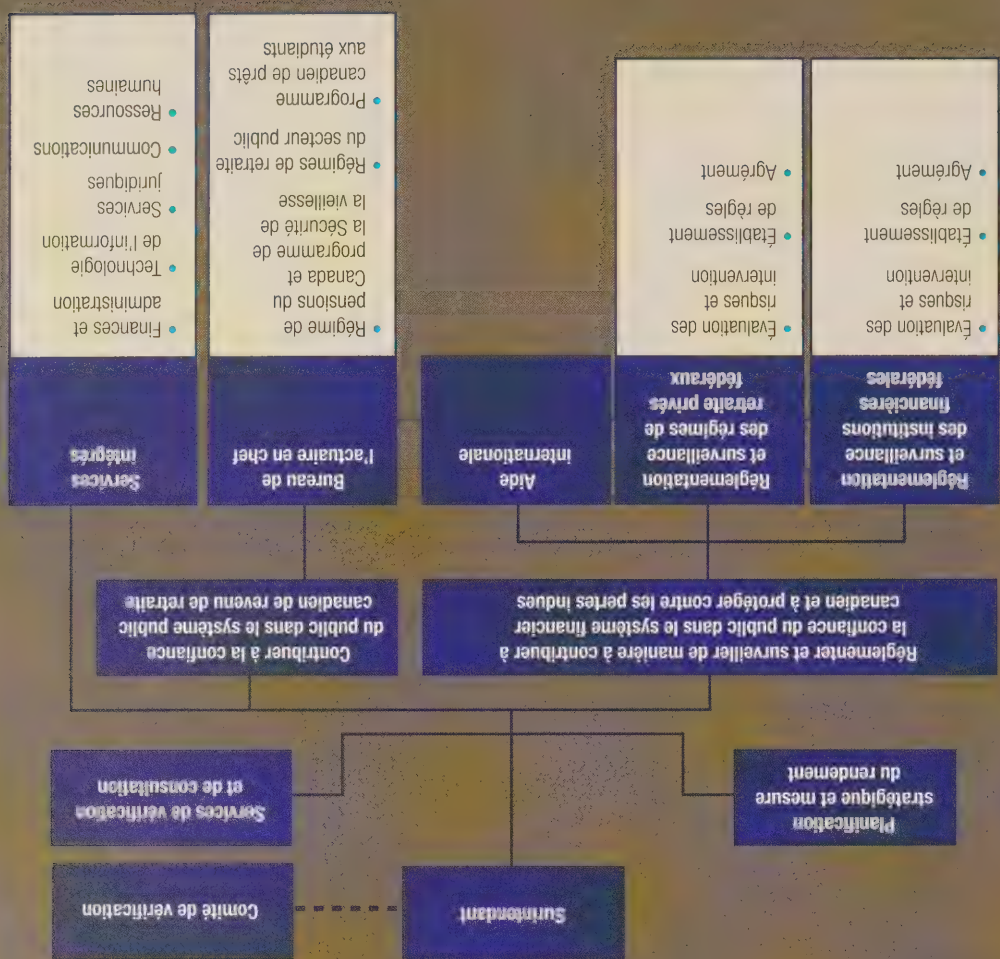 Surintendant
Comité de vérification
Planification
stratégique et mesure
du rendement
Services de vérification
et de consultation
Réglementer et surveiller de manière à contribuer à
la confiance du public dans le système financier
canadien et à protéger contre les pertes indues
Contribuer à la confiance
du public dans le système public
canadien de revenu de retraite
Réglementation
et surveillance
des institutions
financières
fédérales
• Évaluation des
risques et
intervention
• Établissement
de règles
• Agrément
Réglementation
et surveillance
des régimes de
retraite privés
fédéraux
• Évaluation des
risques et
intervention
• Établissement
de règles
• Agrément
Aide
internationale
Bureau de
l'actuaire en chef
• Régime de
pensions du
Canada et
programme de
la Sécurité de
la vieillesse
• Régimes de retraite
du secteur public
• Programme
canadien de prêts
aux étudiants
Services
intégrés
• Finances et
administration
• Technologie
de l'information
• Services
juridiques
• Communications
• Ressources
humaines